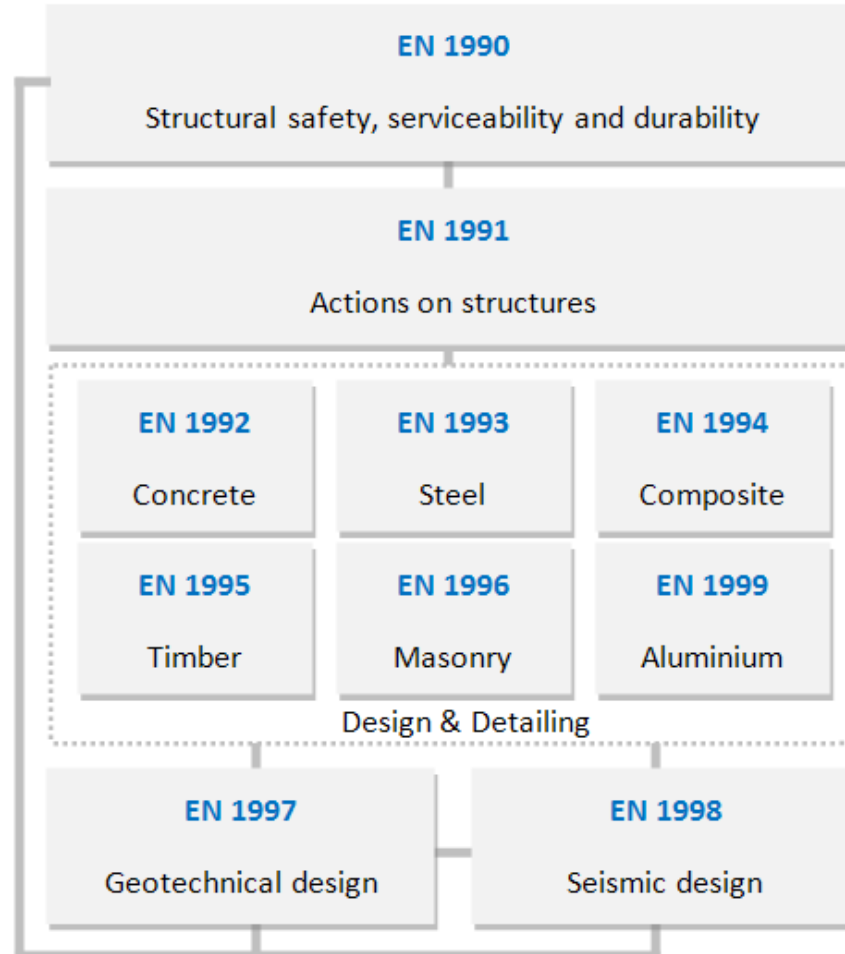 EN 1990
Structural safety, serviceability and durability
EN 1991
Actions on structures
EN 1992
Concrete
EN 1993
Steel
EN 1994
Composite
EN 1995
Timber
EN 1996
Masonry
EN 1999
Aluminium
Design & Detailing
EN 1997
Geotechnical design
EN 1998
Seismic design